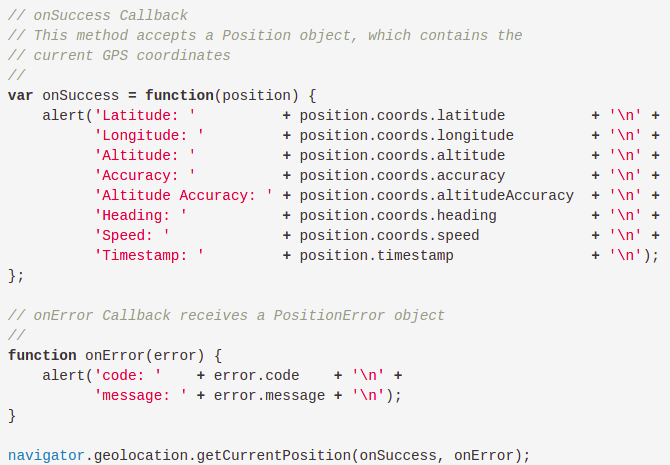 // onSuccess Callback
// This method accepts a Position object, which contains the
// current GPS coordinates
//
var onSuccess = function(position) {
    alert('Latitude: '          + position.coords.latitude          + '\n' +
          'Longitude: '         + position.coords.longitude         + '\n' +
          'Altitude: '          + position.coords.altitude          + '\n' +
          'Accuracy: '          + position.coords.accuracy          + '\n' +
          'Altitude Accuracy: ' + position.coords.altitudeAccuracy  + '\n' +
          'Heading: '           + position.coords.heading           + '\n' +
          'Speed: '             + position.coords.speed             + '\n' +
          'Timestamp: '         + position.timestamp                + '\n');
};

// onError Callback receives a PositionError object
//
function onError(error) {
    alert('code: '    + error.code    + '\n' +
          'message: ' + error.message + '\n');
}

navigator.geolocation.getCurrentPosition(onSuccess, onError);